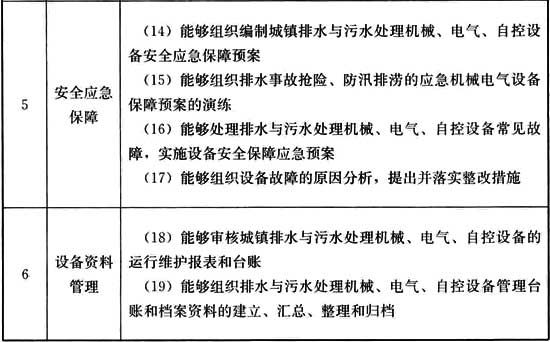 5
安全应急
保障
（14）能够组织编制城镇排水与污水处理机械、电气、自控设
备安全应急保障预案
（15）能够组织排水事故抢险、防汛排涝的应急机械电气设备
保障预案的演练
（16）能够处理排水与污水处理机械、电气、自控设备常见故
障，实施设备安全保障应急预案
（17）能够组织设备故障的原因分析，提出并落实整改措施
6
设备资料
管理
（18）能够审核城镇排水与污水处理机械、电气、自控设备的
运行维护报表和台账
（19）能够组织排水与污水处理机械、电气、自控设备管理台
账和档案资料的建立、汇总、整理和归档